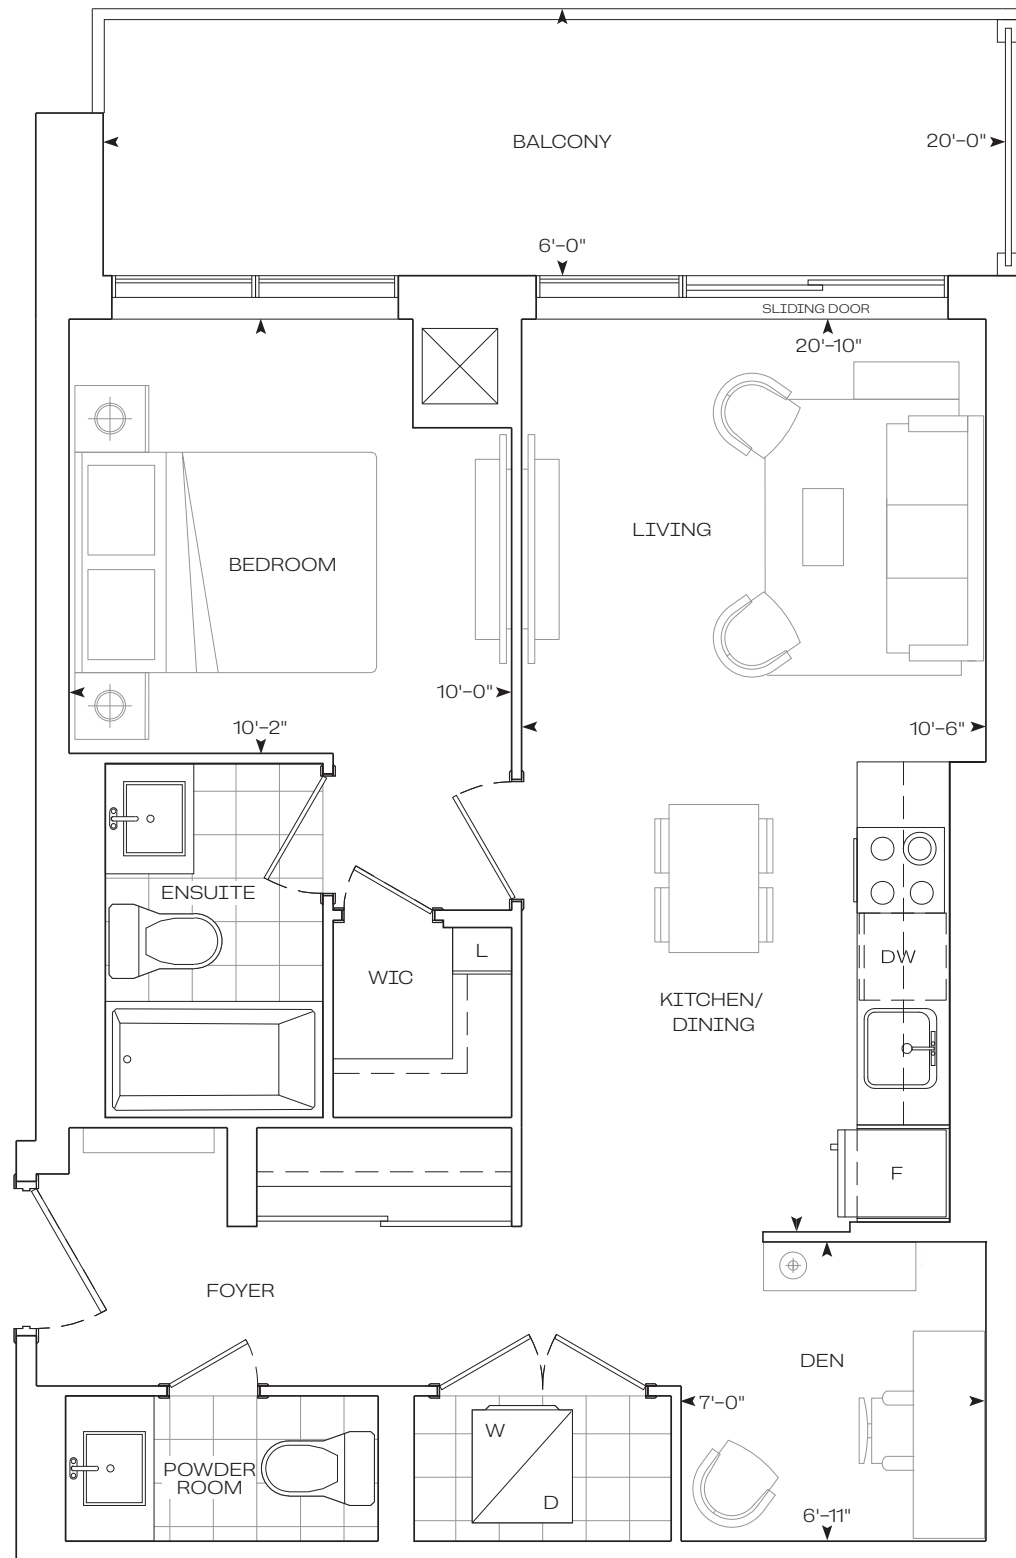 BALCONY
20'-0"
6'-0"
SLIDING DOOR
20'-10"
LIVING
BEDROOM
10'-0"
10'-2"
10'-6"
ENSUITE
WIC
L
DW
KITCHEN/
DINING
F
FOYER
DEN
7'-0"
W
D
POWDER
ROOM
6'-11"